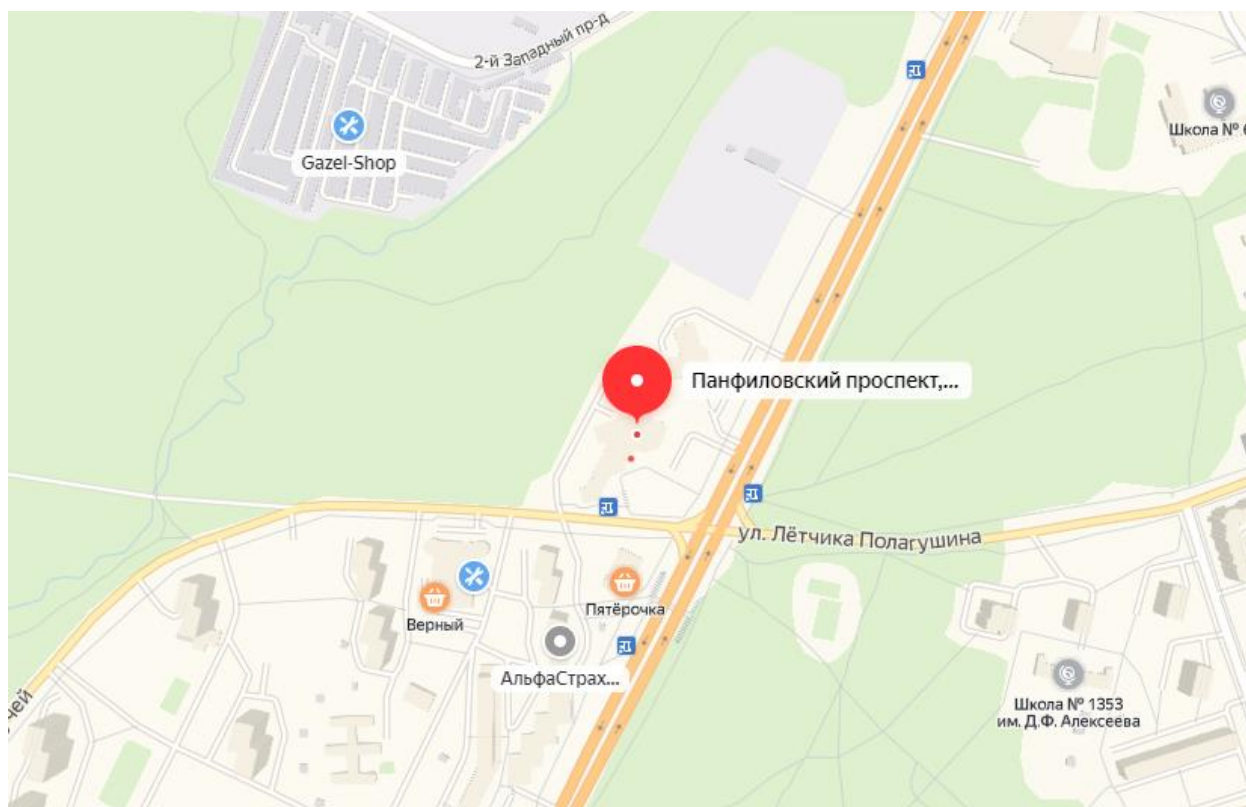 2-й Западный пр-д
Gazel-Shop
Школа № 6
Панфиловский проспект,...
ул. Лётчика Полагушина
Пятёрочка
Верный
АльфаСтрах...
Школа № 1353
им. Д.Ф. Алексеева